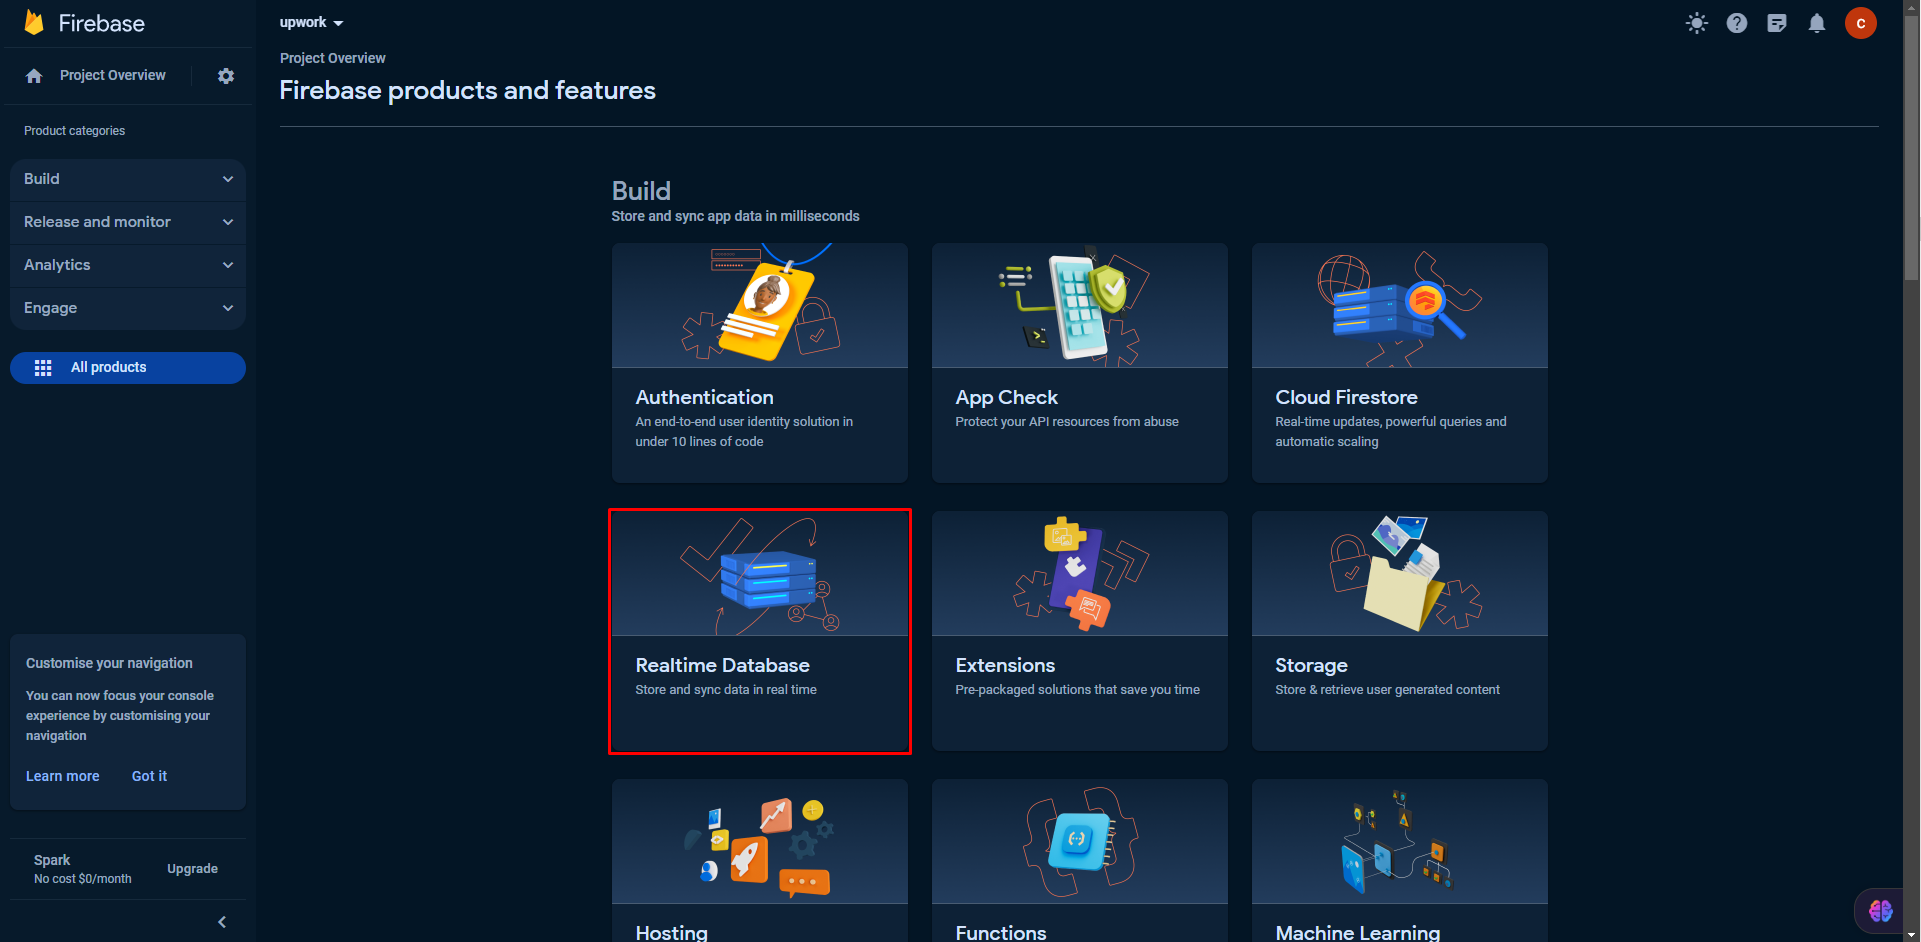 Firebase
Project Overview
Product categories
Build
Release and monitor
Analytics
Engage
All products
Customise your navigation
You can now focus your console
experience by customising your
navigation
Learn more
Got it
Spark
No cost $0/month
Upgrade
upwork
C
Project Overview
Firebase products and features
Build
Store and sync app data in milliseconds
Authentication
An end-to-end user identity solution in
under 10 lines of code
App Check
Protect your API resources from abuse
Cloud Firestore
Real-time updates, powerful queries and
automatic scaling
Realtime Database
Store and sync data in real time
Extensions
Pre-packaged solutions that save you time
Storage
Store & retrieve user generated content
Hosting
Functions
Machine Learning